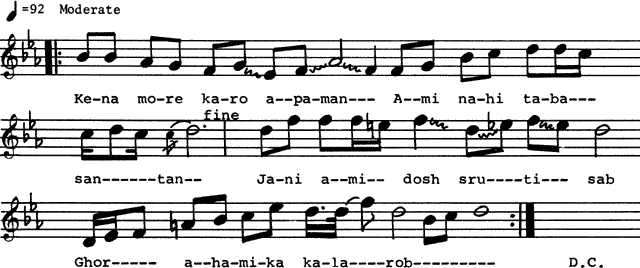 ♩=92 Moderate
Ke-na mo-re ka-ro a--pa-man--- A--mi na-hi ta-ba---
fine
san-------tan-- Ja-ni a--mi-- dosh sru----ti--- sab
Ghor----- a--ha-mi-ka ka-la--rob--------- D.C.